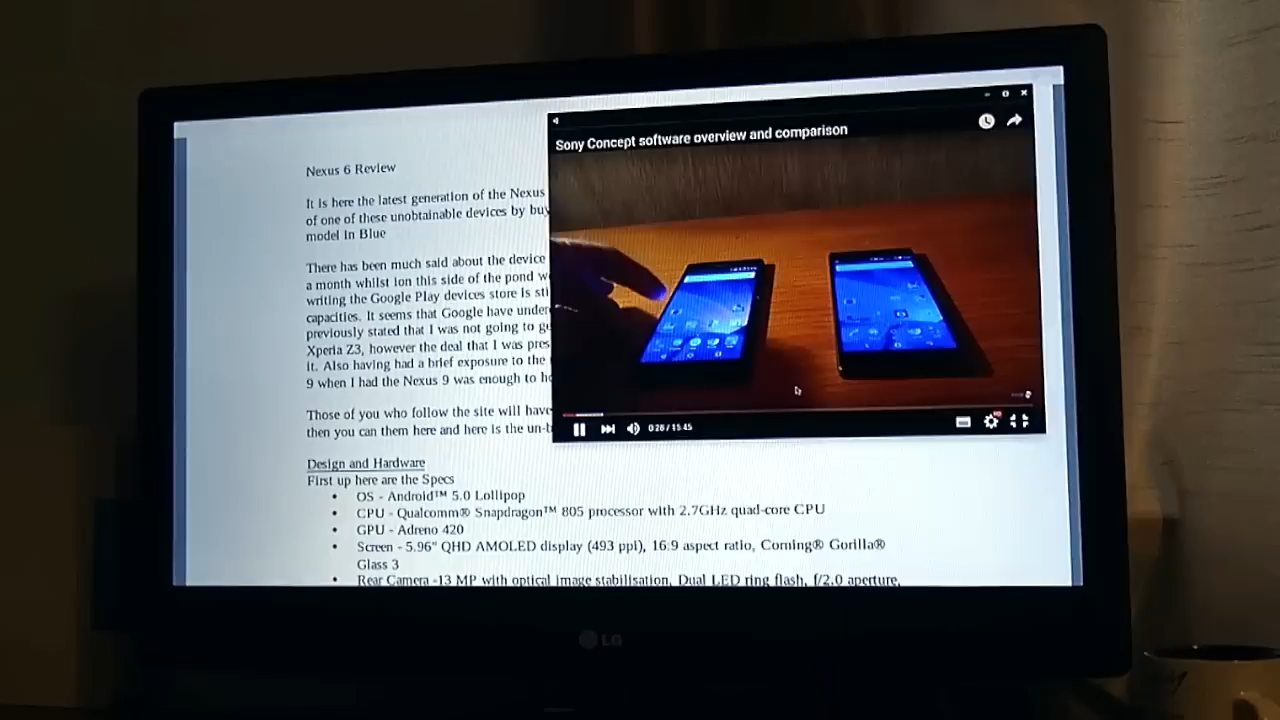 Sony Concept software overview and comparison
Nexus 6 Review
It is here the latest generation of the Nexus
of one of these unobtainable devices by buy
model in Blue
There has been much said about the device
a month whilst ion this side of the pond w
writing the Google Play devices store is sti
capacities. It seems that Google have under
previously stated that I was not going to ge
Xperia Z3, however the deal that I was pres
it. Also having had a brief exposure to the
9 when I had the Nexus 9 was enough to ho
Those of you who follow the site will have
then you can them here and here is the un-b
0:26 / 15:45
HD
Design and Hardware
First up here are the Specs
• OS - Android™ 5.0 Lollipop
• CPU - Qualcomm® Snapdragon™ 805 processor with 2.7GHz quad-core CPU
• GPU - Adreno 420
• Screen - 5.96" QHD AMOLED display (493 ppi), 16:9 aspect ratio, Corning® Gorilla®
Glass 3
• Rear Camera -13 MP with optical image stabilisation, Dual LED ring flash, f/2.0 aperture,
LG